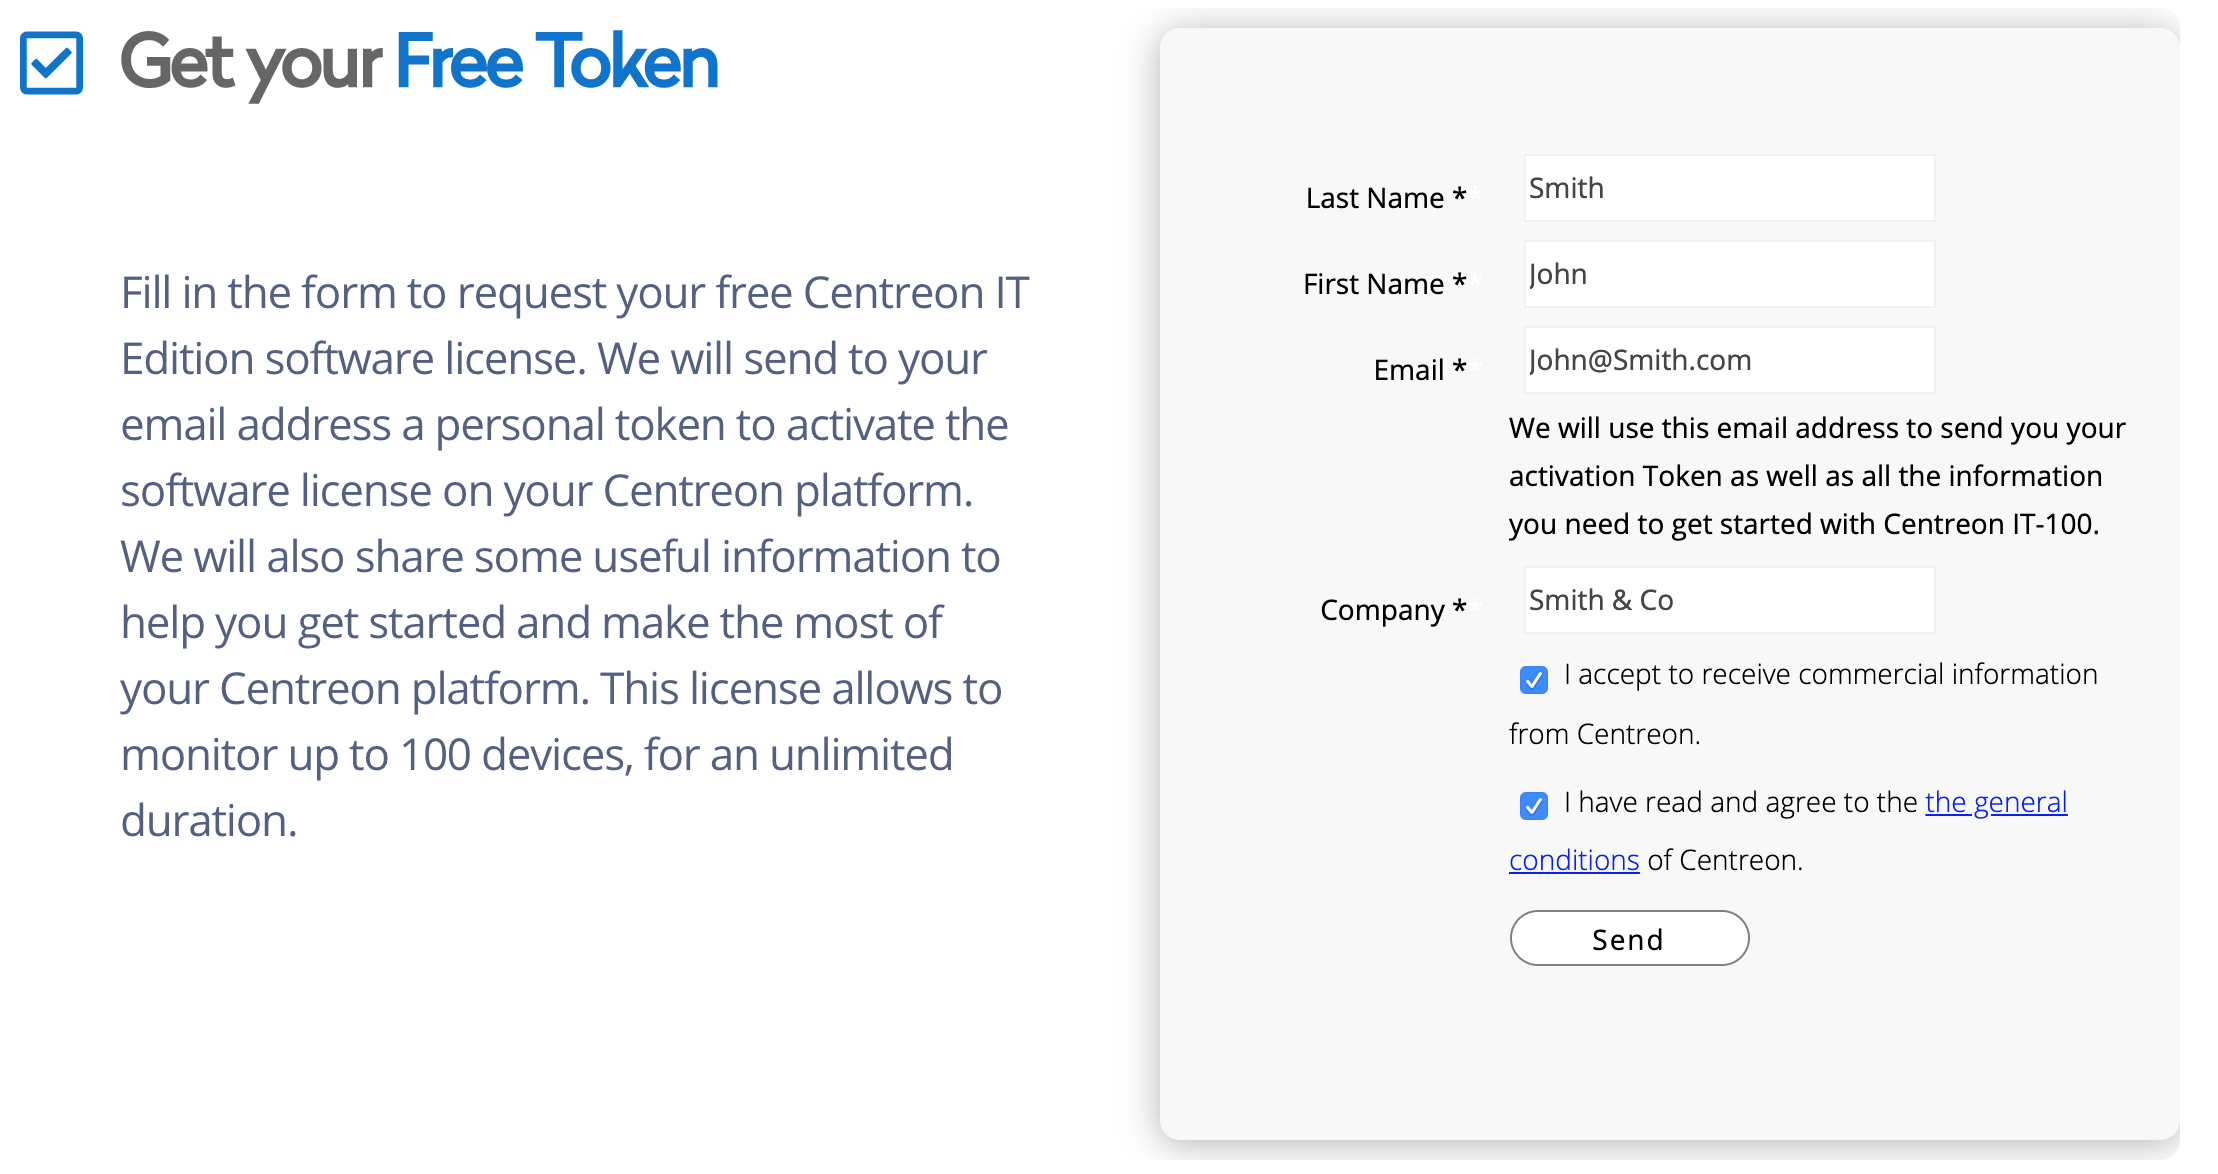 Get your Free Token
Fill in the form to request your free Centreon IT
Edition software license. We will send to your
email address a personal token to activate the
software license on your Centreon platform.
We will also share some useful information to
help you get started and make the most of
your Centreon platform. This license allows to
monitor up to 100 devices, for an unlimited
duration.
Last Name ** Smith
First Name ** John
Email ** John@Smith.com
We will use this email address to send you your
activation Token as well as all the information
you need to get started with Centreon IT-100.
Company ** Smith & Co
I accept to receive commercial information
from Centreon.
I have read and agree to the the general
conditions of Centreon.
Send